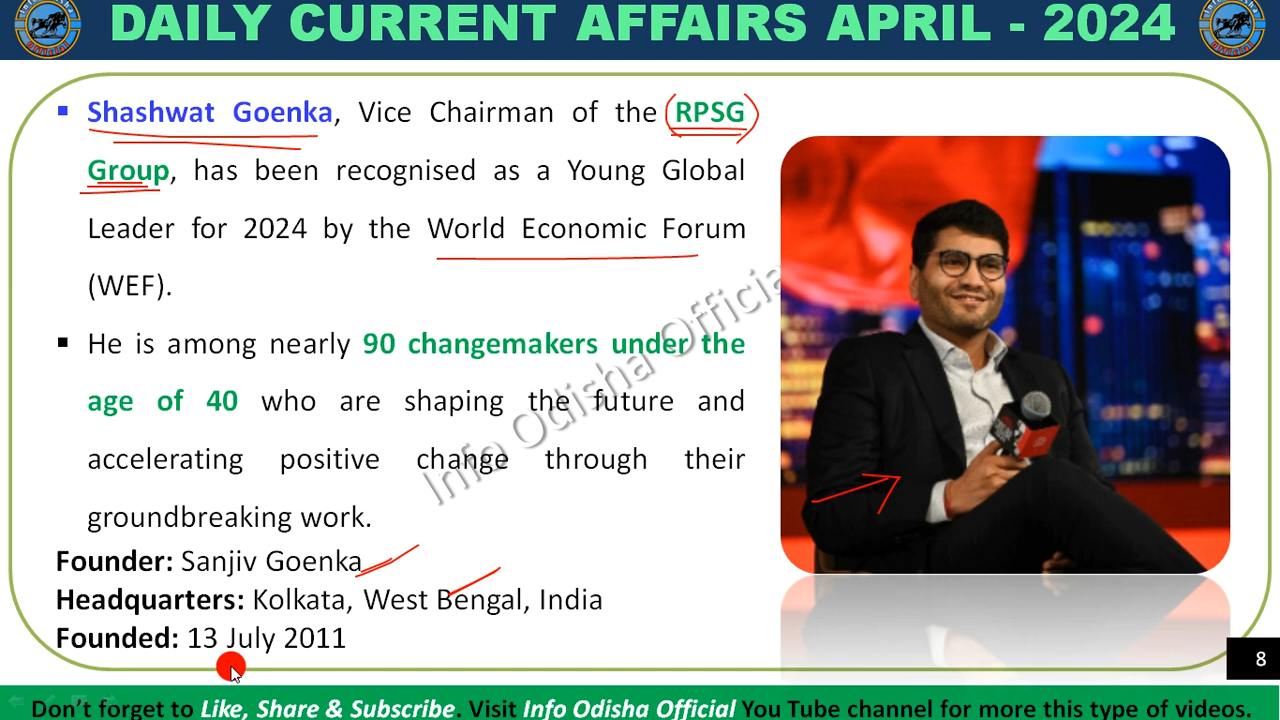 DAILY CURRENT AFFAIRS APRIL - 2024
▪ Shashwat Goenka, Vice Chairman of the RPSG
Group, has been recognised as a Young Global
Leader for 2024 by the World Economic Forum
(WEF).
▪ He is among nearly 90 changemakers under the
age of 40 who are shaping the future and
accelerating positive change through their
groundbreaking work.
Founder: Sanjiv Goenka
Headquarters: Kolkata, West Bengal, India
Founded: 13 July 2011
Info Odisha Official
8
Don't forget to Like, Share & Subscribe. Visit Info Odisha Official You Tube channel for more this type of videos.